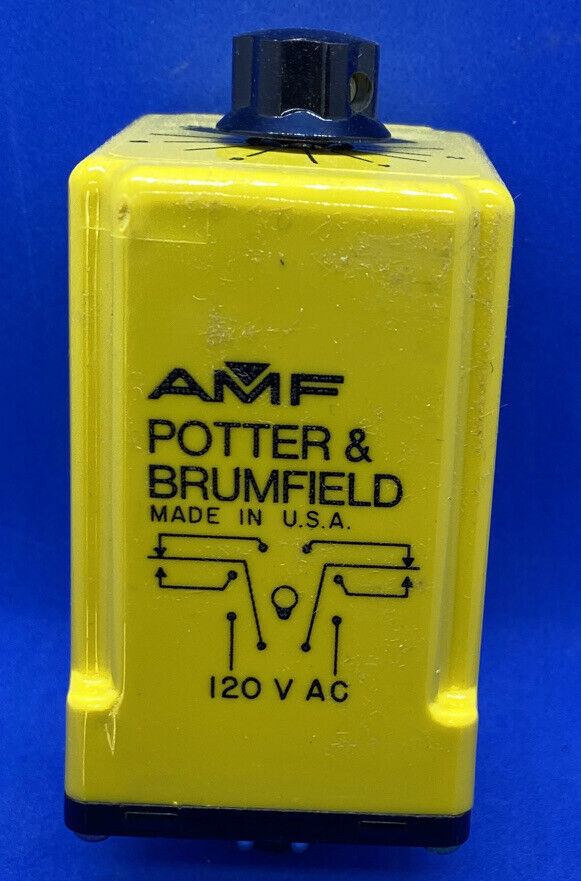 AMF
POTTER &
BRUMFIELD
MADE IN U.S.A.
120 V AC